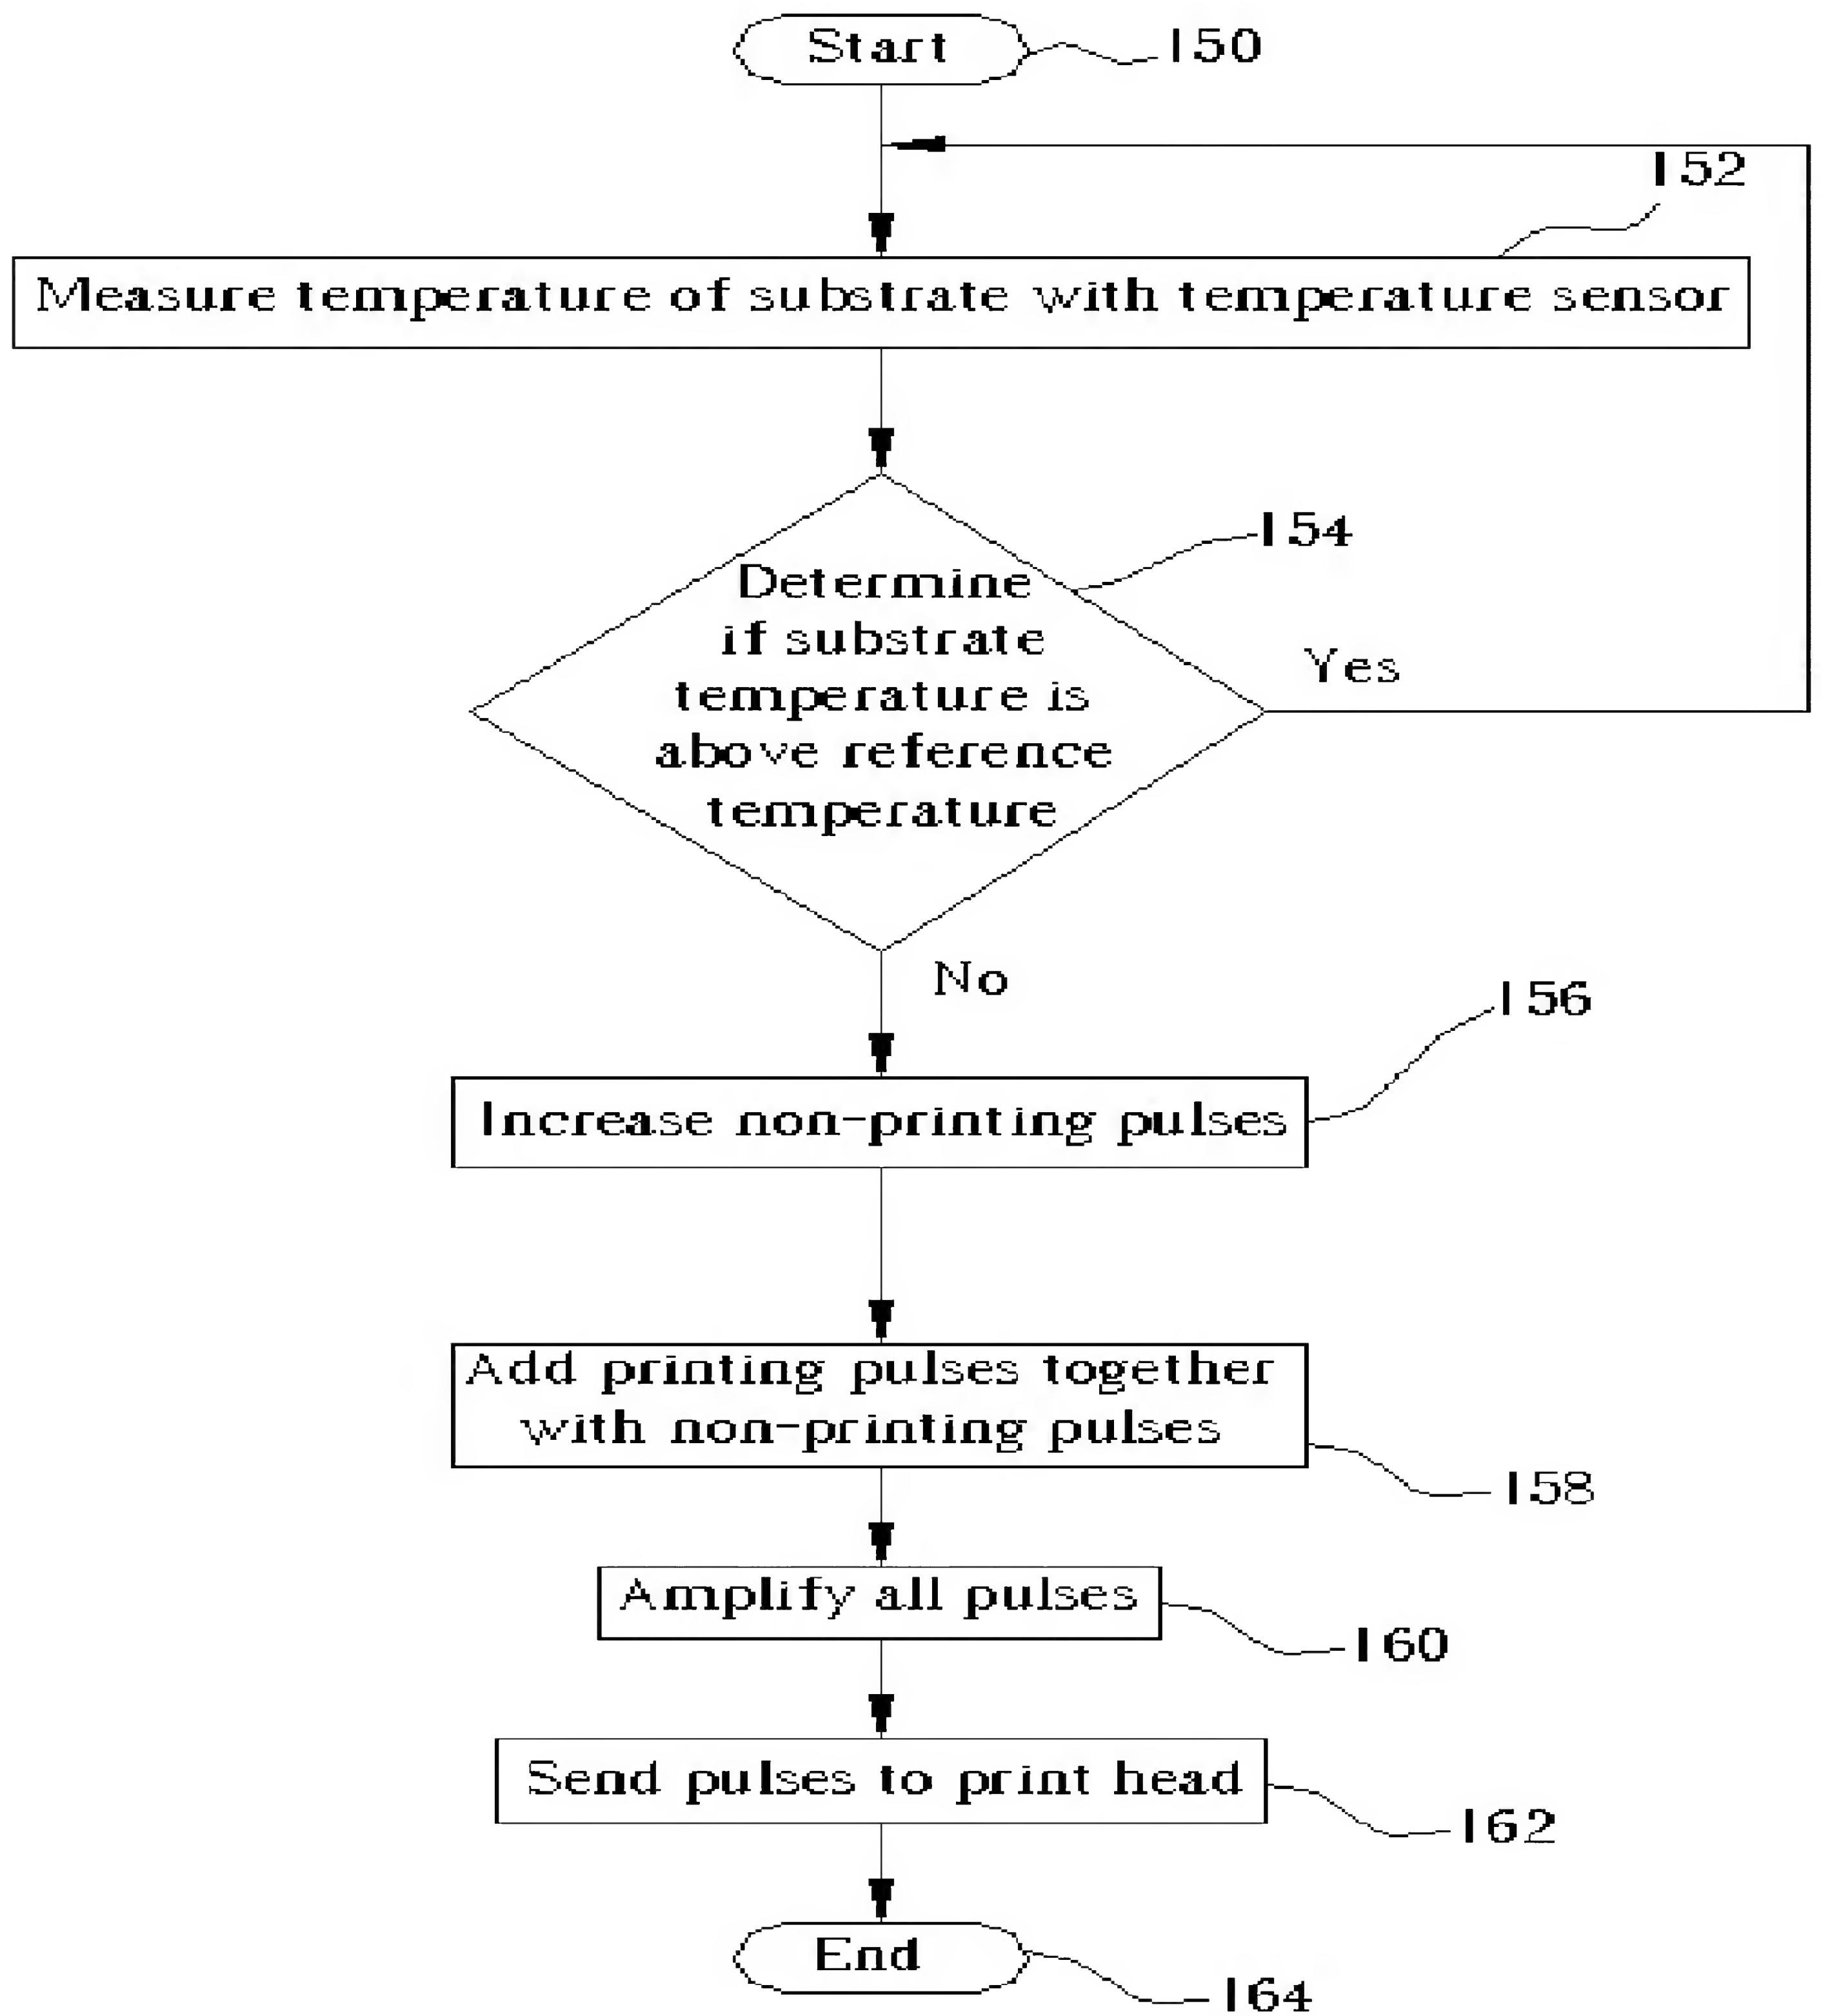 Start
150
152
Measure temperature of substrate with temperature sensor
154
Determine
if substrate
temperature is
above reference
temperature
Yes
No
156
Increase non-printing pulses
Add printing pulses together
with non-printing pulses
158
Amplify all pulses
160
Send pulses to print head
162
End
164